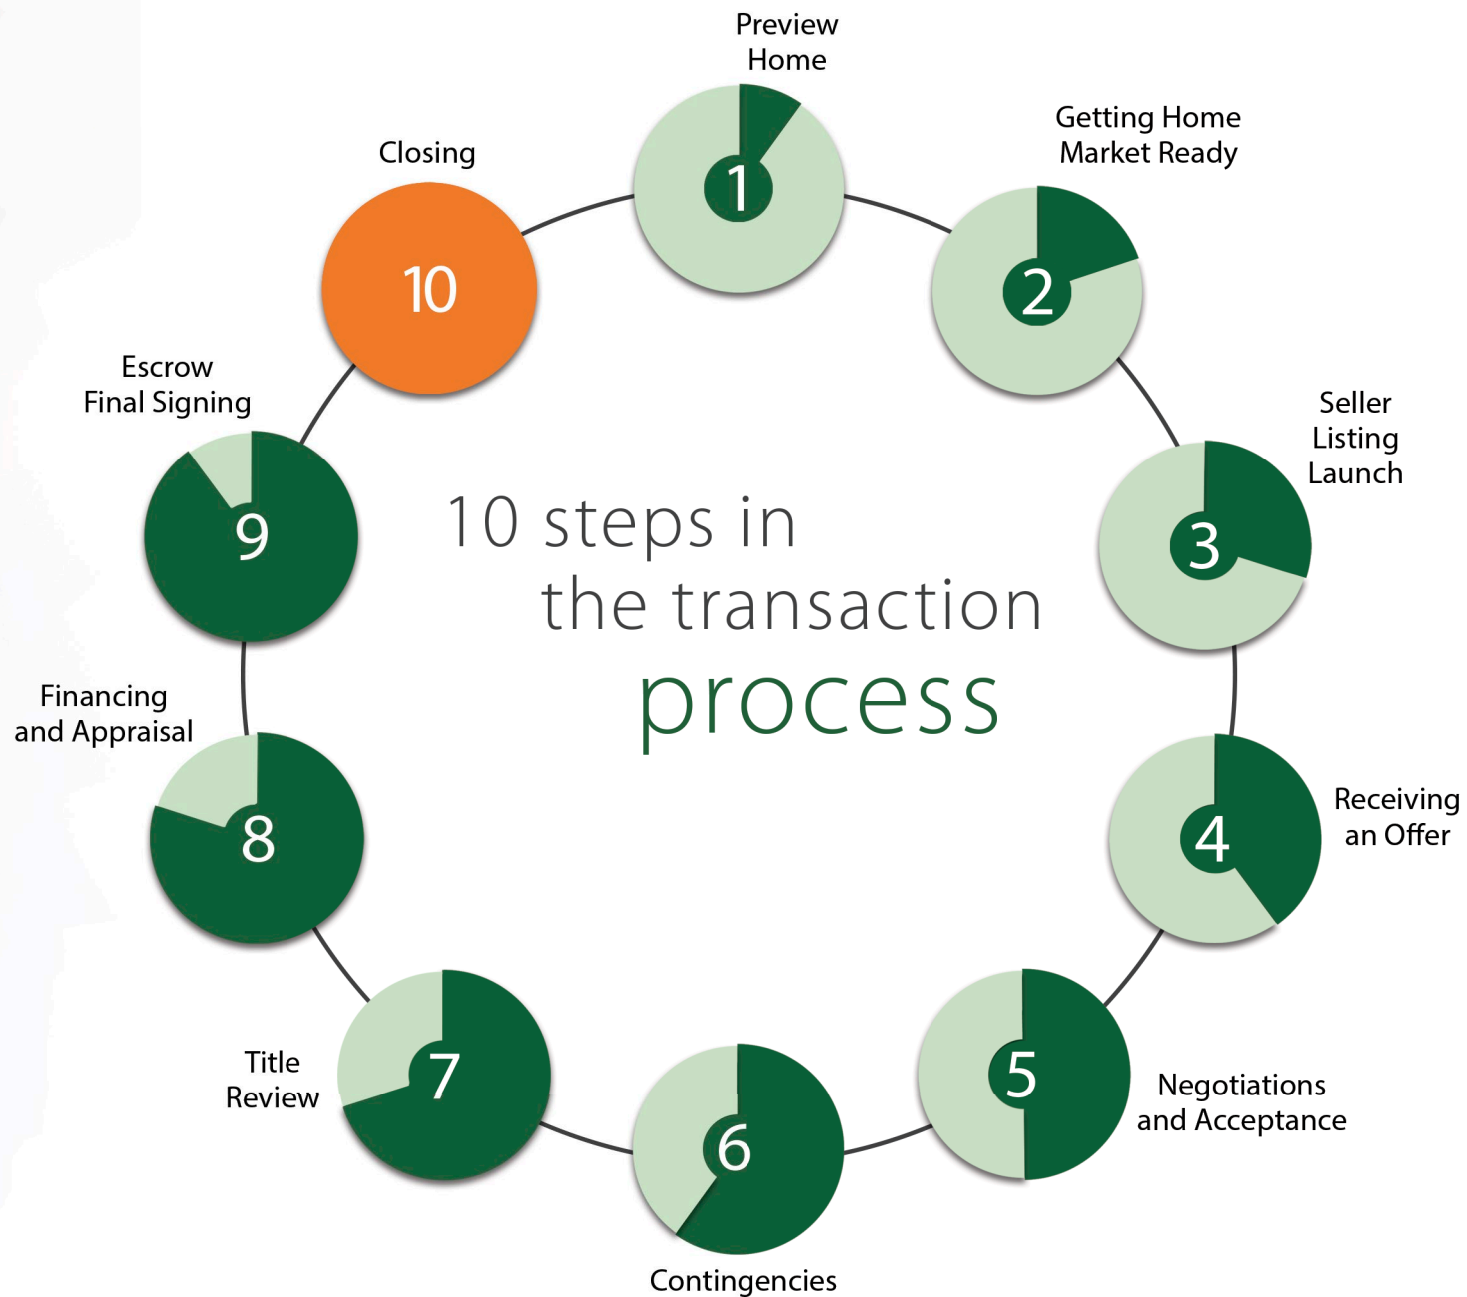 10 steps in
the transaction
process
Preview
Home
1
Getting Home
Market Ready
2
Seller
Listing
Launch
3
Receiving
an Offer
4
Negotiations
and Acceptance
5
Contingencies
6
Title
Review
7
Financing
and Appraisal
8
Escrow
Final Signing
9
Closing
10